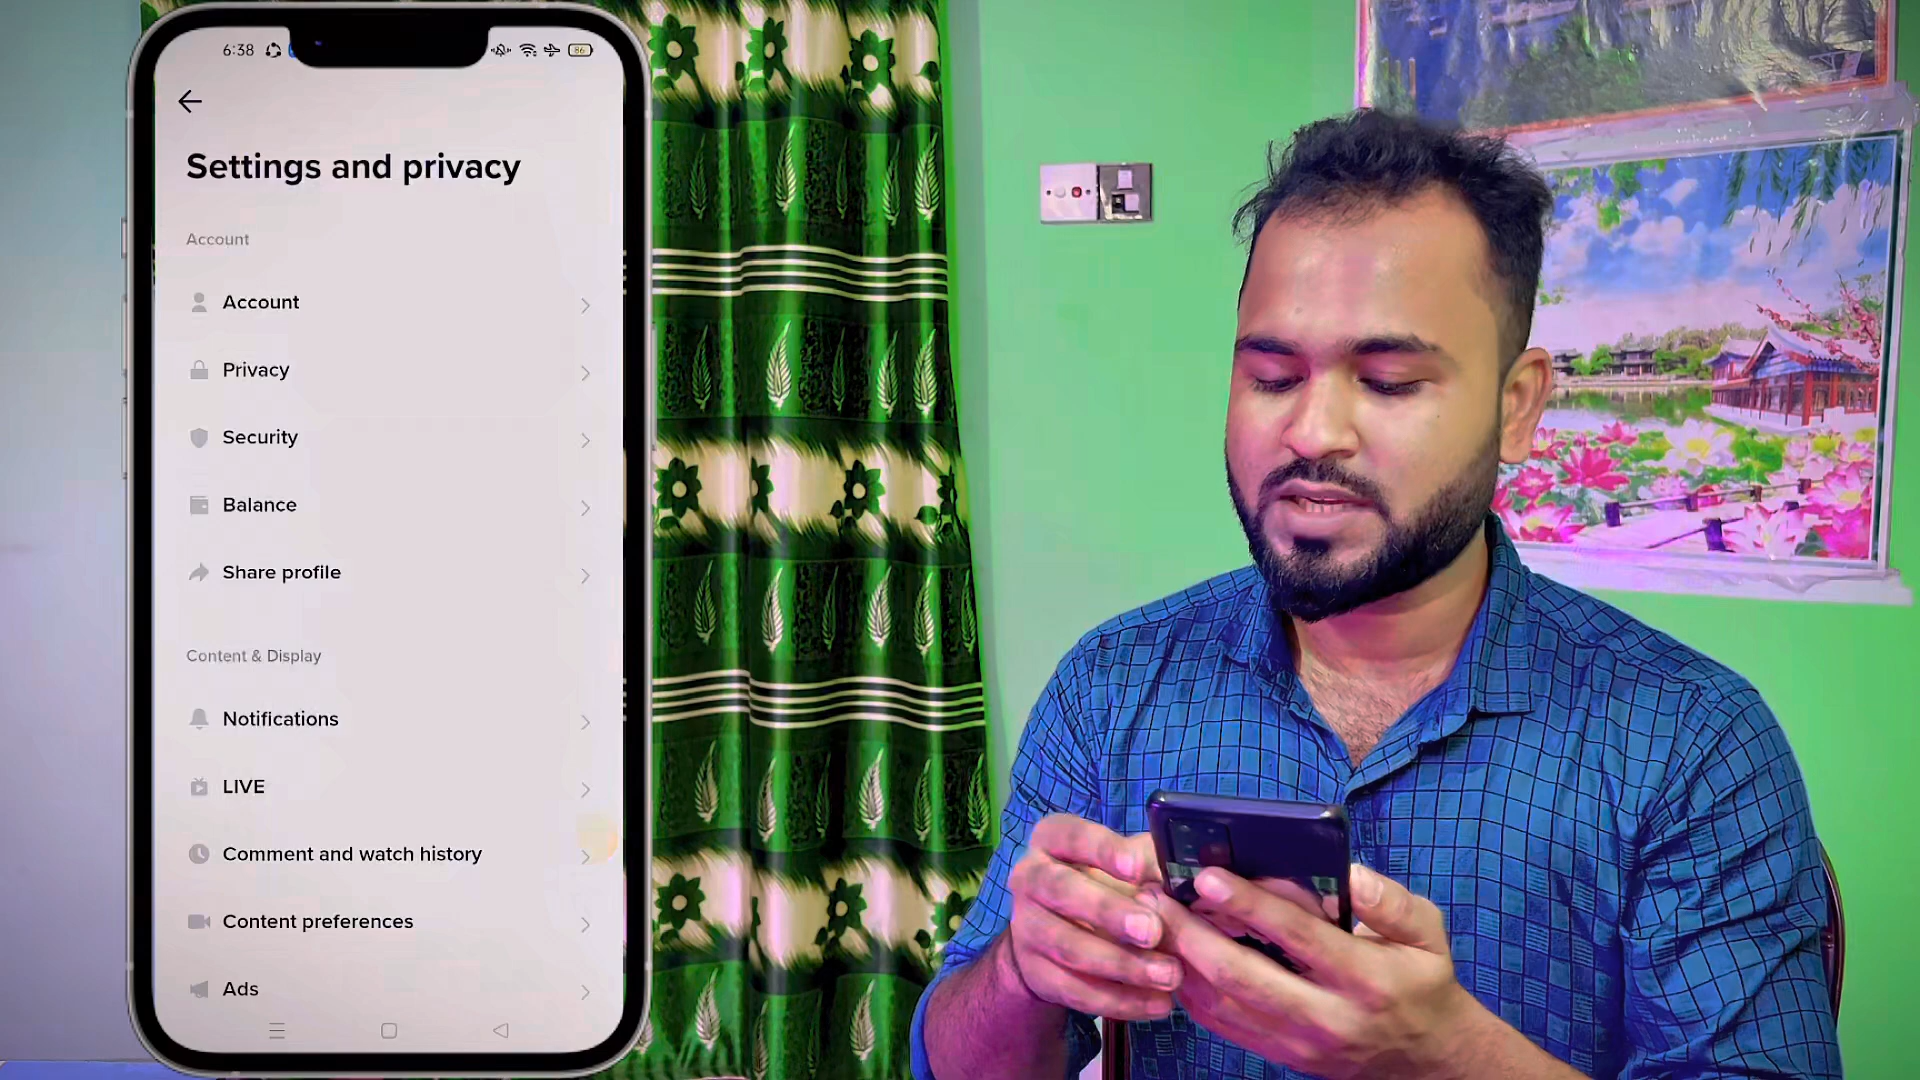 6:38
86
Settings and privacy
Account
Account
Privacy
Security
Balance
Share profile
Content & Display
Notifications
LIVE
Comment and watch history
Content preferences
Ads